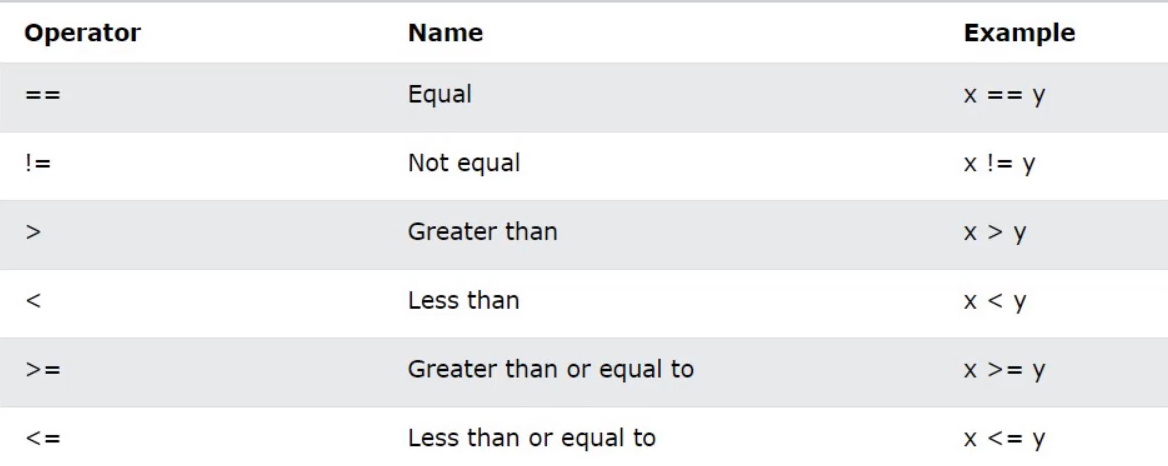 Operator Name Example
== Equal x == y
!= Not equal x != y
> Greater than x > y
< Less than x < y
>= Greater than or equal to x >= y
<= Less than or equal to x <= y